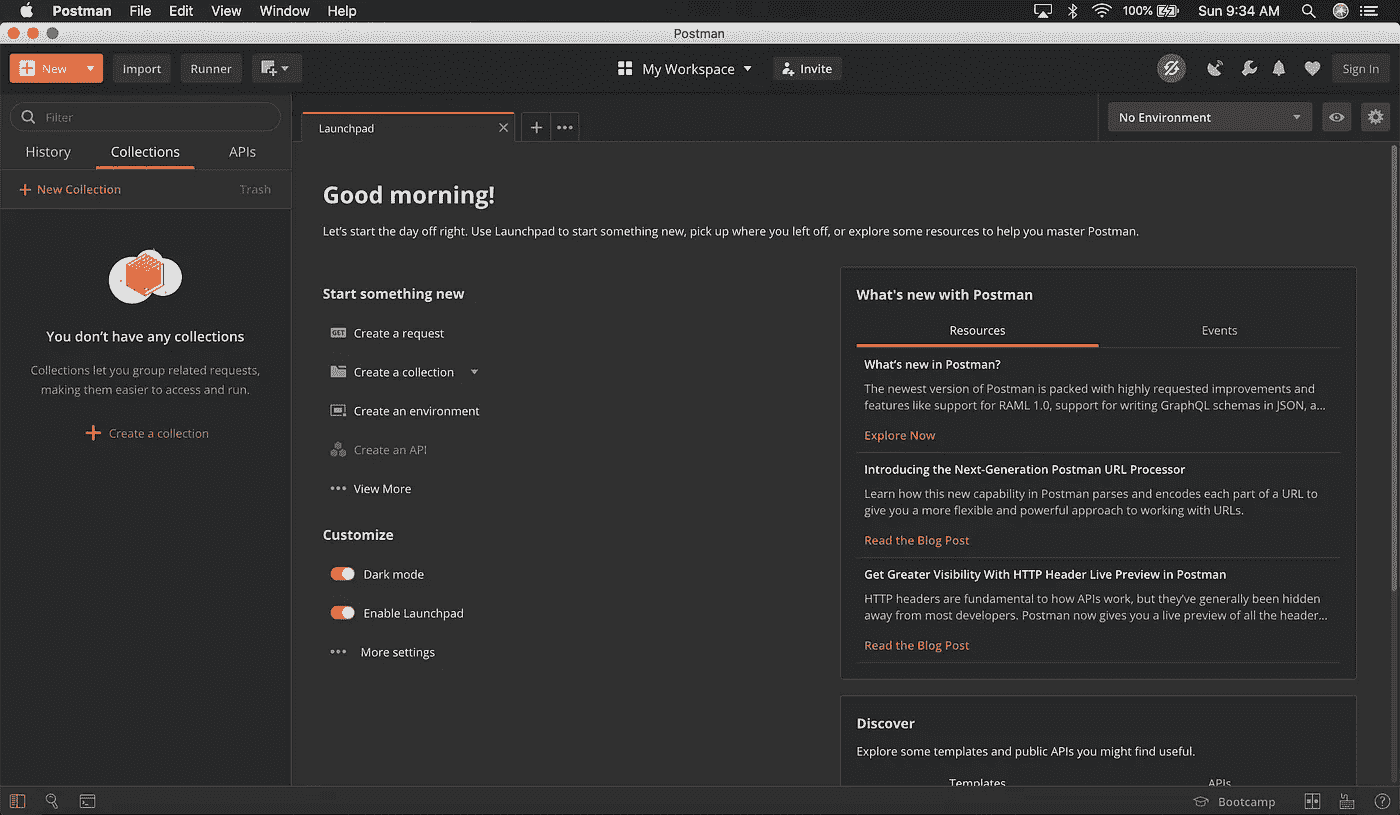 Postman File Edit View Window Help 100% Sun 9:34 AM
Postman
New Import Runner My Workspace Invite Sign In
Filter
History Collections APIs
New Collection Trash
You don’t have any collections
Collections let you group related requests,
making them easier to access and run.
Create a collection
Launchpad
No Environment
Good morning!
Let’s start the day off right. Use Launchpad to start something new, pick up where you left off, or explore some resources to help you master Postman.
Start something new
GET Create a request
Create a collection
Create an environment
Create an API
View More
Customize
Dark mode
Enable Launchpad
More settings
What's new with Postman
Resources Events
What’s new in Postman?
The newest version of Postman is packed with highly requested improvements and
features like support for RAML 1.0, support for writing GraphQL schemas in JSON, a...
Explore Now
Introducing the Next-Generation Postman URL Processor
Learn how this new capability in Postman parses and encodes each part of a URL to
give you a more flexible and powerful approach to working with URLs.
Read the Blog Post
Get Greater Visibility With HTTP Header Live Preview in Postman
HTTP headers are fundamental to how APIs work, but they’ve generally been hidden
away from most developers. Postman now gives you a live preview of all the header...
Read the Blog Post
Discover
Explore some templates and public APIs you might find useful.
Templates APIs
Bootcamp